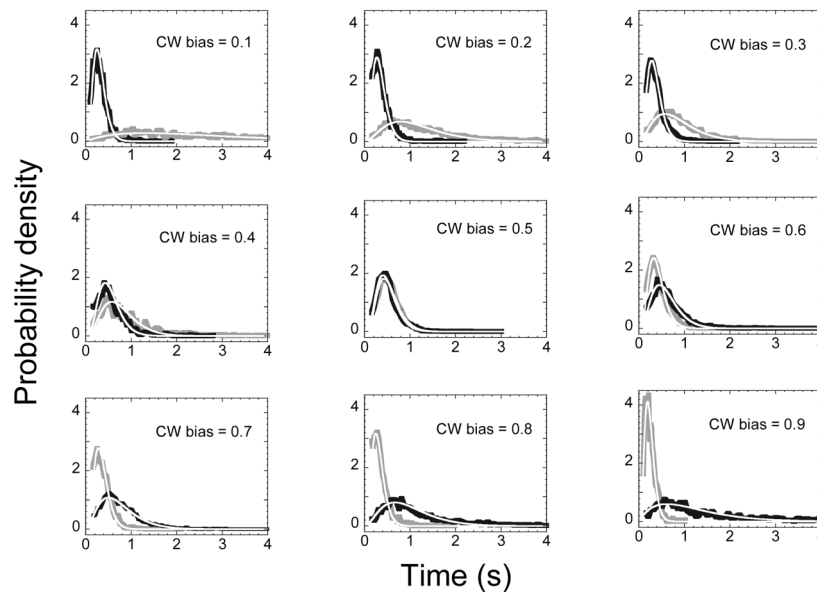 Probability density
4
2
0
0 1 2 3 4
CW bias = 0.1
4
2
0
0 1 2 3 4
CW bias = 0.2
4
2
0
0 1 2 3 4
CW bias = 0.3
4
2
0
0 1 2 3 4
CW bias = 0.4
4
2
0
0 1 2 3 4
CW bias = 0.5
4
2
0
0 1 2 3 4
CW bias = 0.6
4
2
0
0 1 2 3 4
CW bias = 0.7
4
2
0
0 1 2 3 4
CW bias = 0.8
4
2
0
0 1 2 3 4
CW bias = 0.9
Time (s)